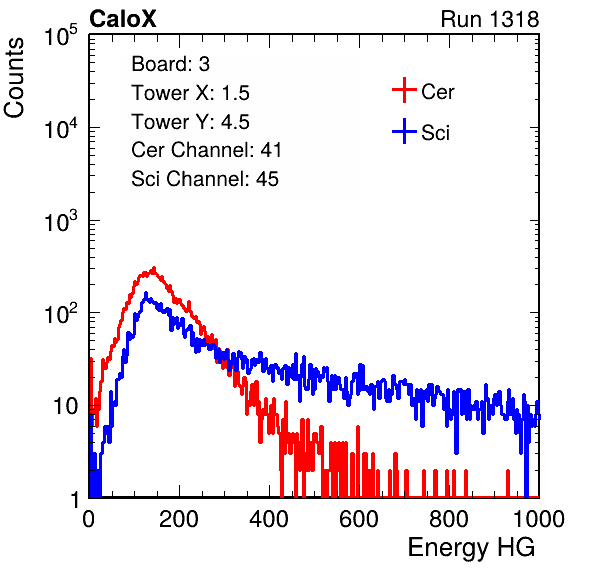 CaloX Run 1318
Counts
Board: 3
Tower X: 1.5
Tower Y: 4.5
Cer Channel: 41
Sci Channel: 45
Cer
Sci
10^5
10^4
10^3
10^2
10
1
0 200 400 600 800 1000
Energy HG